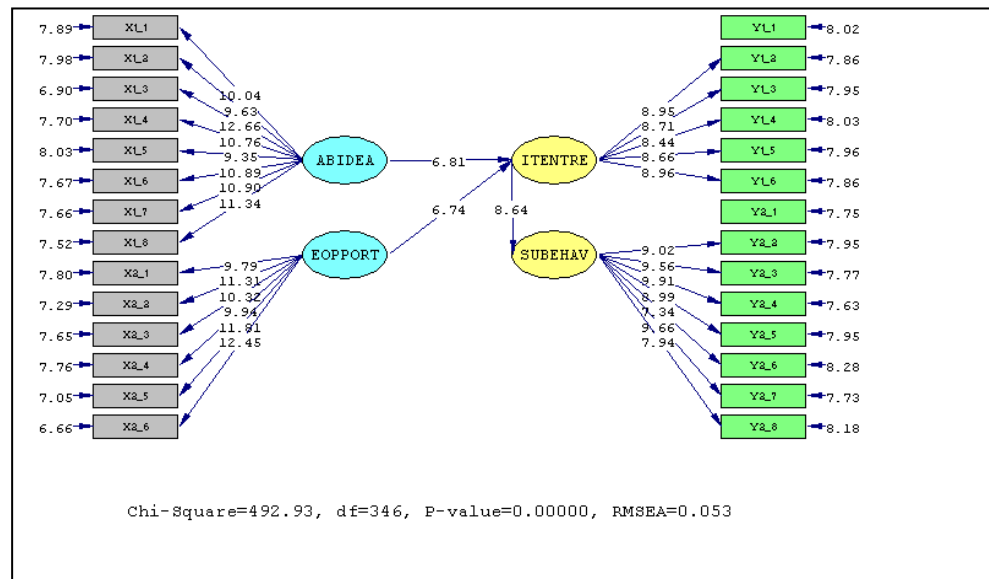 7.89 X1_1
7.98 X1_2
6.90 X1_3
7.70 X1_4
8.03 X1_5
7.67 X1_6
7.66 X1_7
7.52 X1_8
7.80 X2_1
7.29 X2_2
7.65 X2_3
7.76 X2_4
7.05 X2_5
6.66 X2_6
10.04
9.63
12.66
10.76
9.35
10.89
10.90
11.34
9.79
11.31
10.32
9.94
11.81
12.45
ABIDEA
EOPPORT
6.81
6.74
8.64
ITENTRE
SUBEHAV
8.95
8.71
8.44
8.66
8.96
9.02
9.56
9.91
8.99
7.34
9.66
7.94
Y1_1 8.02
Y1_2 7.86
Y1_3 7.95
Y1_4 8.03
Y1_5 7.96
Y1_6 7.86
Y2_1 7.75
Y2_2 7.95
Y2_3 7.77
Y2_4 7.63
Y2_5 7.95
Y2_6 8.28
Y2_7 7.73
Y2_8 8.18
Chi-Square=492.93, df=346, P-value=0.00000, RMSEA=0.053